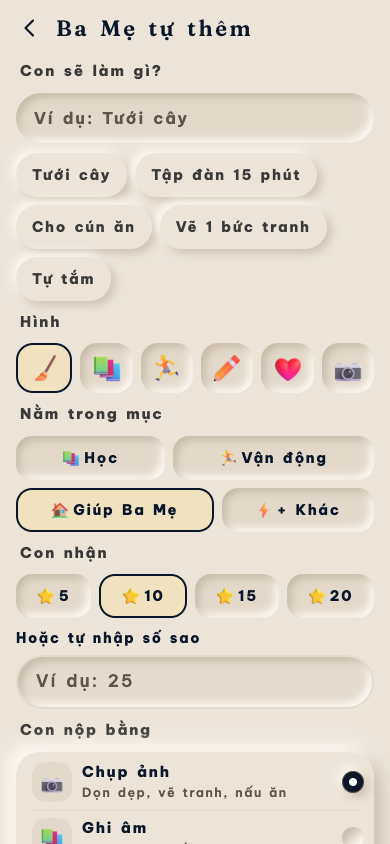 Ba Mẹ tự thêm
Con sẽ làm gì?
Ví dụ: Tưới cây
Tưới cây
Tập đàn 15 phút
Cho cún ăn
Vẽ 1 bức tranh
Tự tắm
Hình
Nằm trong mục
Học
Vận động
Giúp Ba Mẹ
+ Khác
Con nhận
5
10
15
20
Hoặc tự nhập số sao
Ví dụ: 25
Con nộp bằng
Chụp ảnh
Dọn dẹp, vẽ tranh, nấu ăn
Ghi âm